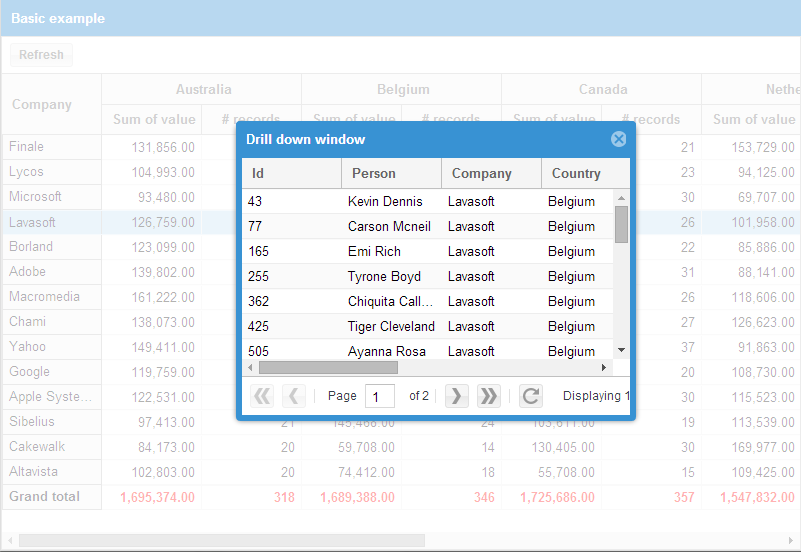 Basic example
Refresh
Company Australia Belgium Canada
Sum of value # records Sum of value # records Sum of value # records Sum of value
Drill down window
Id Person Company Country
43 Kevin Dennis Lavasoft Belgium
77 Carson Mcneil Lavasoft Belgium
165 Emi Rich Lavasoft Belgium
255 Tyrone Boyd Lavasoft Belgium
362 Chiquita Call... Lavasoft Belgium
425 Tiger Cleveland Lavasoft Belgium
505 Ayanna Rosa Lavasoft Belgium
Page 1 of 2 Displaying 1
Finale 131,856.00 21 153,729.00
Lycos 104,993.00 23 94,125.00
Microsoft 93,480.00 30 69,707.00
Lavasoft 126,759.00 26 101,958.00
Borland 123,099.00 22 85,886.00
Adobe 139,802.00 31 88,141.00
Macromedia 161,222.00 26 118,606.00
Chami 138,073.00 27 126,623.00
Yahoo 149,411.00 37 91,863.00
Google 119,759.00 20 108,730.00
Apple Syste... 122,531.00 30 115,523.00
Sibelius 97,413.00 21 145,468.00 24 103,611.00 19 113,539.00
Cakewalk 84,173.00 20 59,708.00 14 130,405.00 30 169,977.00
Altavista 102,803.00 20 74,412.00 18 55,708.00 15 109,425.00
Grand total 1,695,374.00 318 1,689,388.00 346 1,725,686.00 357 1,547,832.00